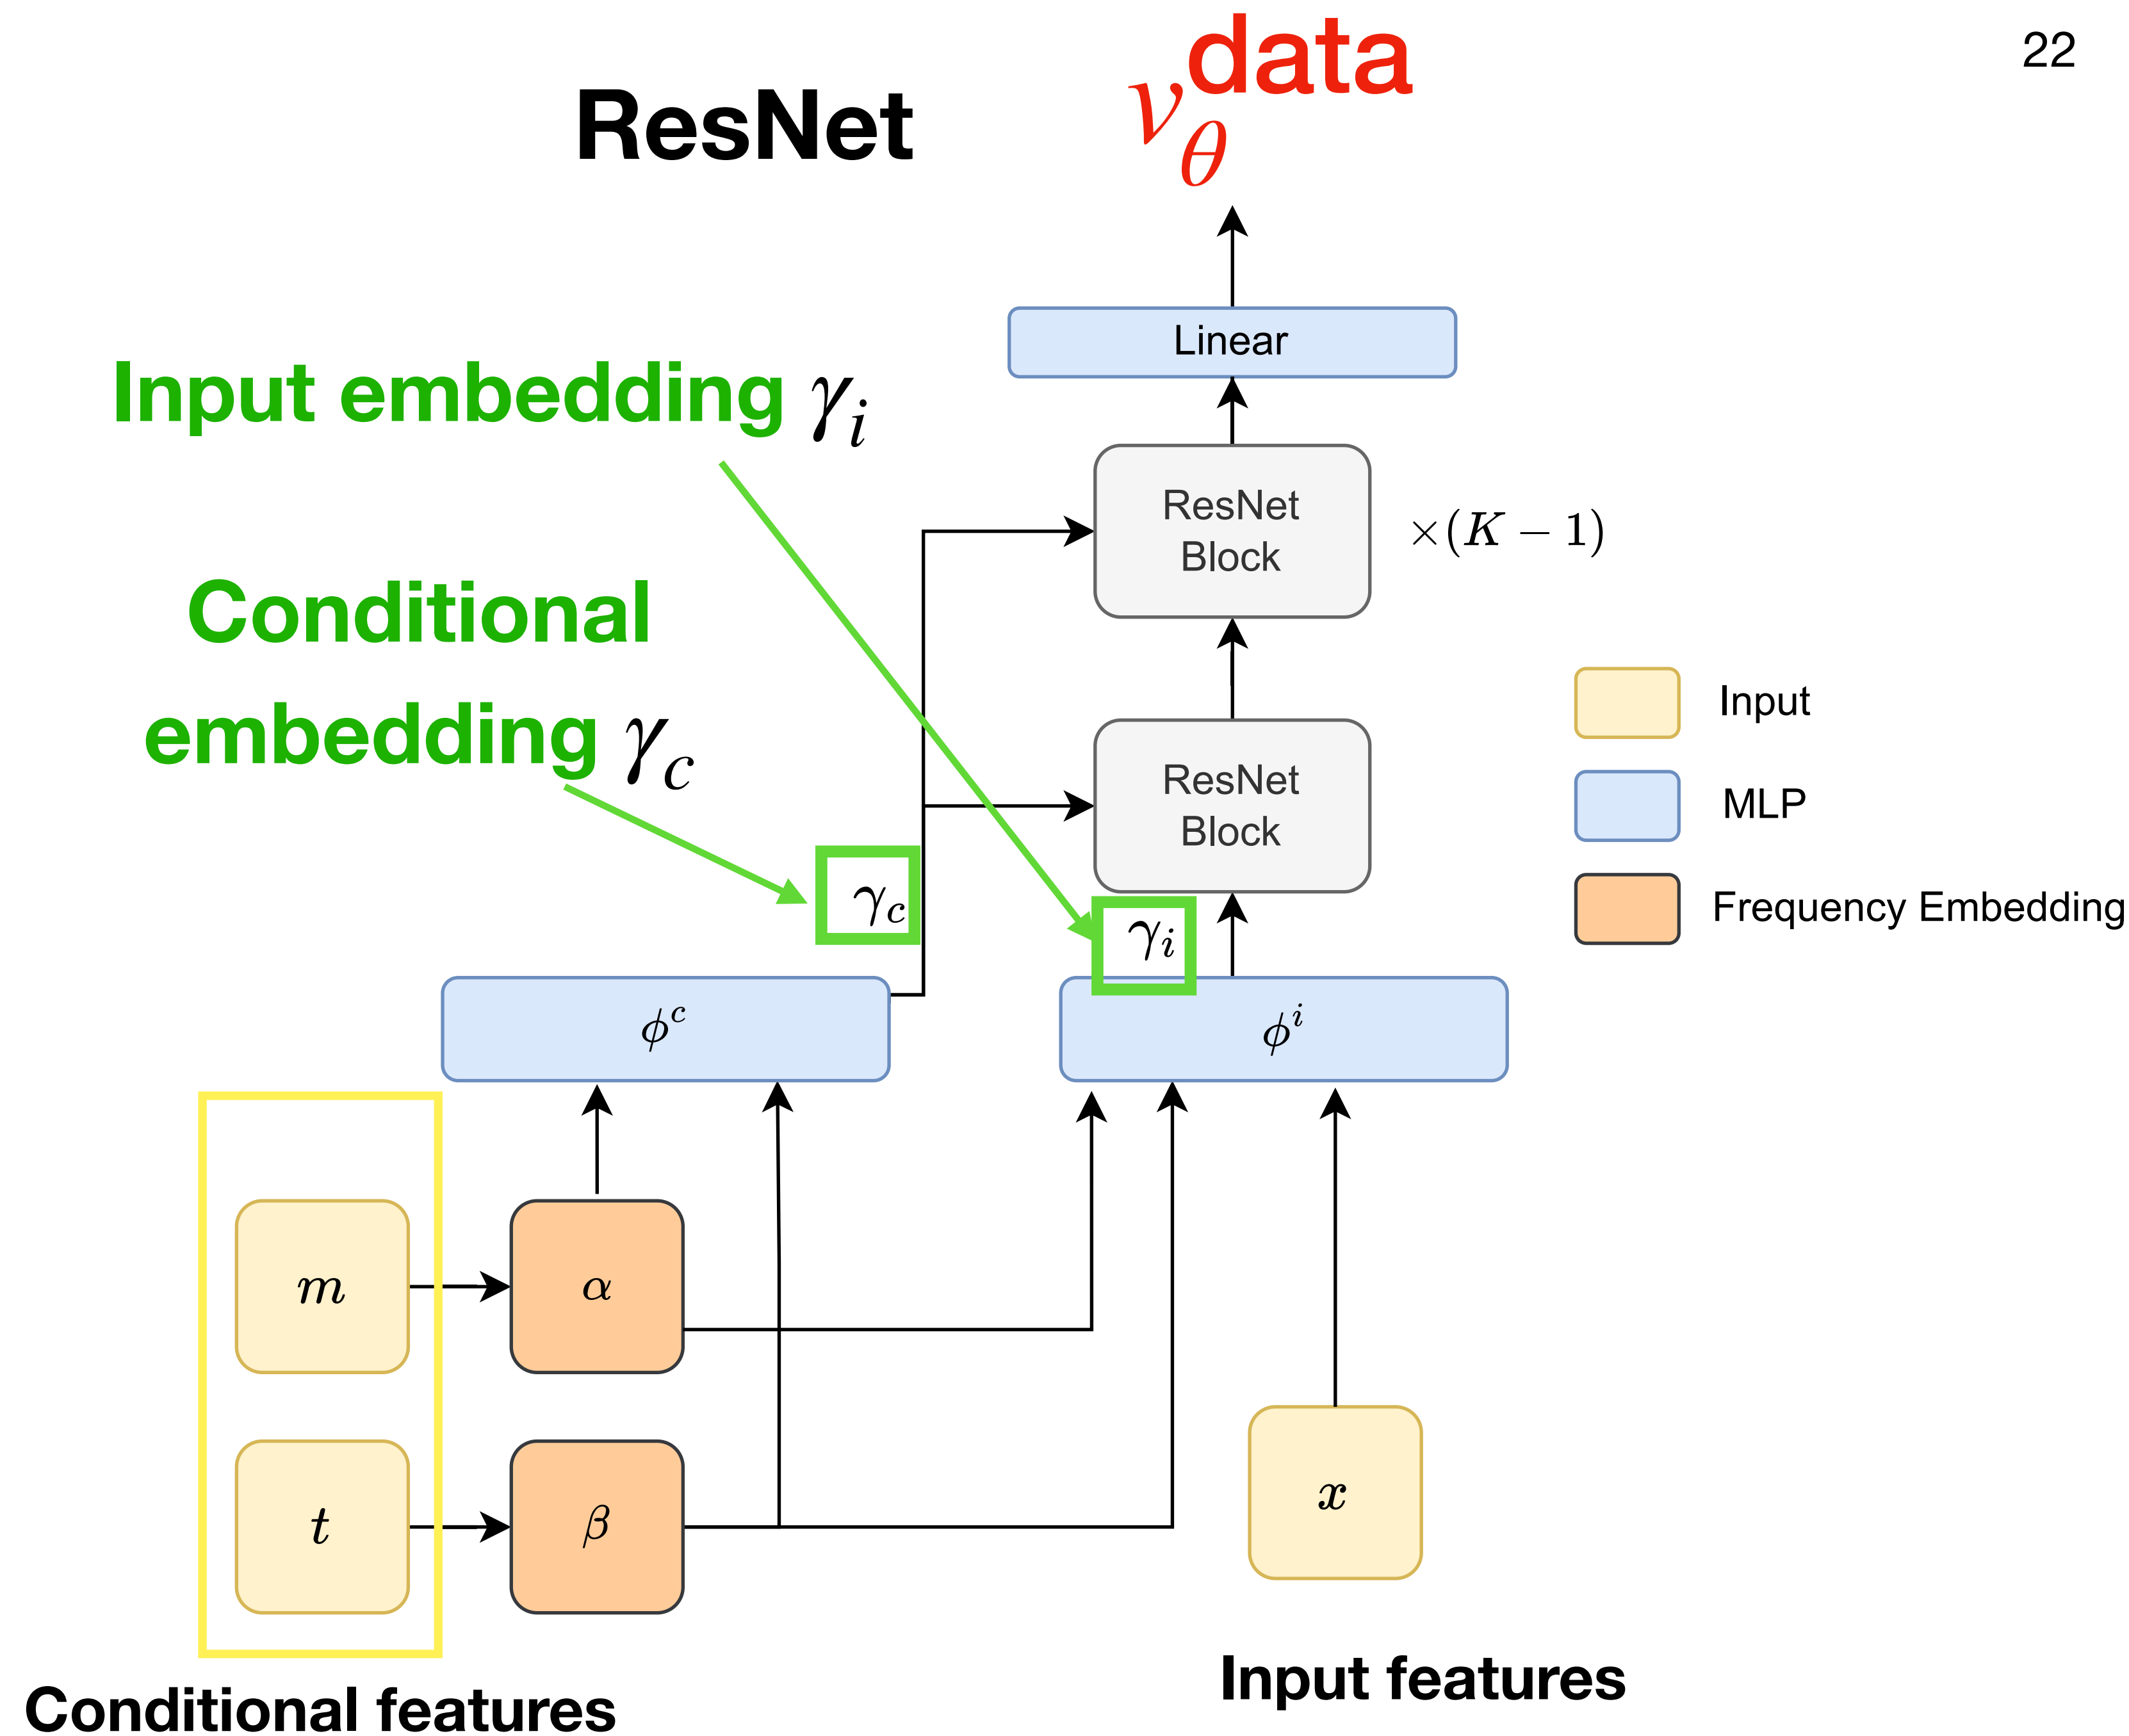 22
ResNet
v_θ^data
Linear
Input embedding γ_i
ResNet
Block
×(K − 1)
Conditional
embedding γ_c
Input
ResNet
Block
MLP
γ_c
γ_i
Frequency Embedding
ϕ^c
ϕ^i
m
α
t
β
x
Input features
Conditional features